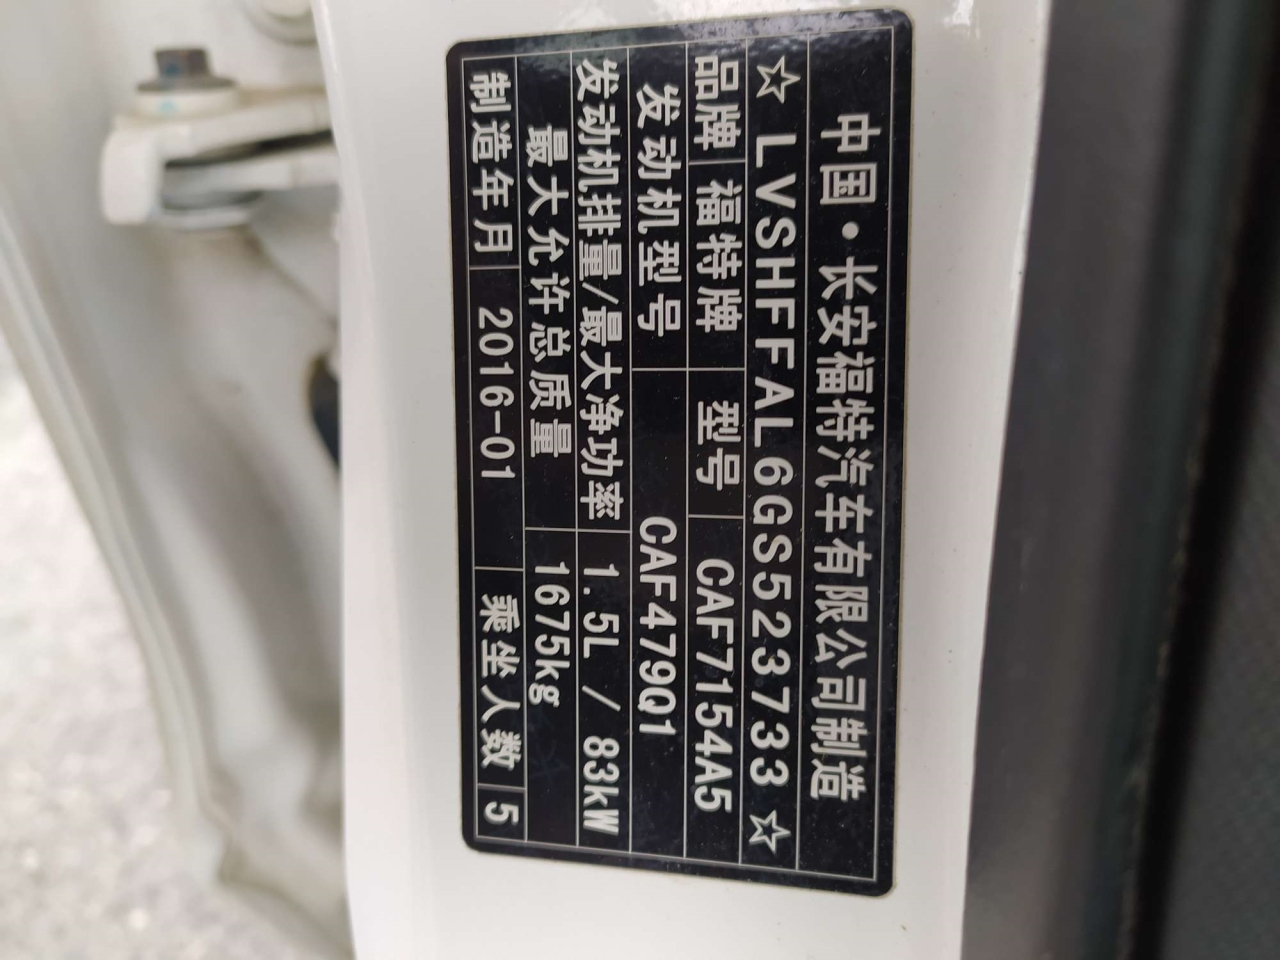 中国·长安福特汽车有限公司制造
☆ LVSHFFAL6GS523733 ☆
品牌 福特牌 型号 CAF7154A5
发动机型号 CAF479Q1
发动机排量/最大净功率 1.5L / 83kW
最大允许总质量 1675kg
制造年月 2016-01 乘坐人数 5